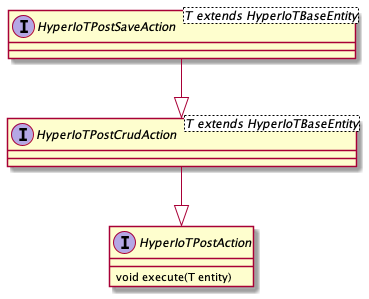 T extends HyperIoTBaseEntity
I HyperIoTPostSaveAction
T extends HyperIoTBaseEntity
I HyperIoTPostCrudAction
I HyperIoTPostAction
void execute(T entity)